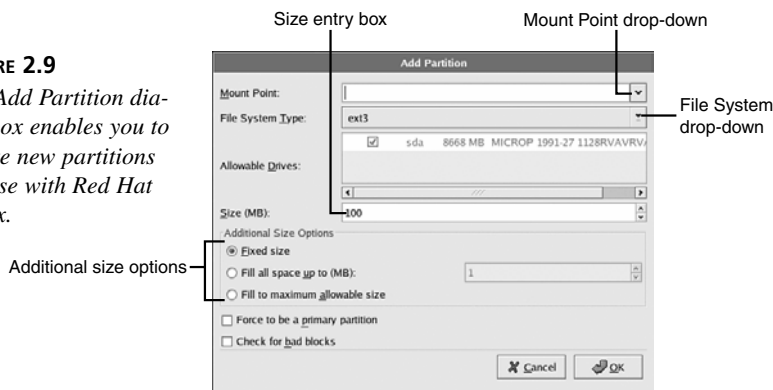 Size entry box
Mount Point drop-down
RE 2.9
Add Partition dia-
ox enables you to
e new partitions
se with Red Hat
x.
Add Partition
Mount Point:
File System Type:
ext3
File System
drop-down
Allowable Drives:
sda 8668 MB MICROP 1991-27 1128RVAVRV
Size (MB):
100
Additional size options
Additional Size Options
Fixed size
Fill all space up to (MB):
1
Fill to maximum allowable size
Force to be a primary partition
Check for bad blocks
Cancel
OK